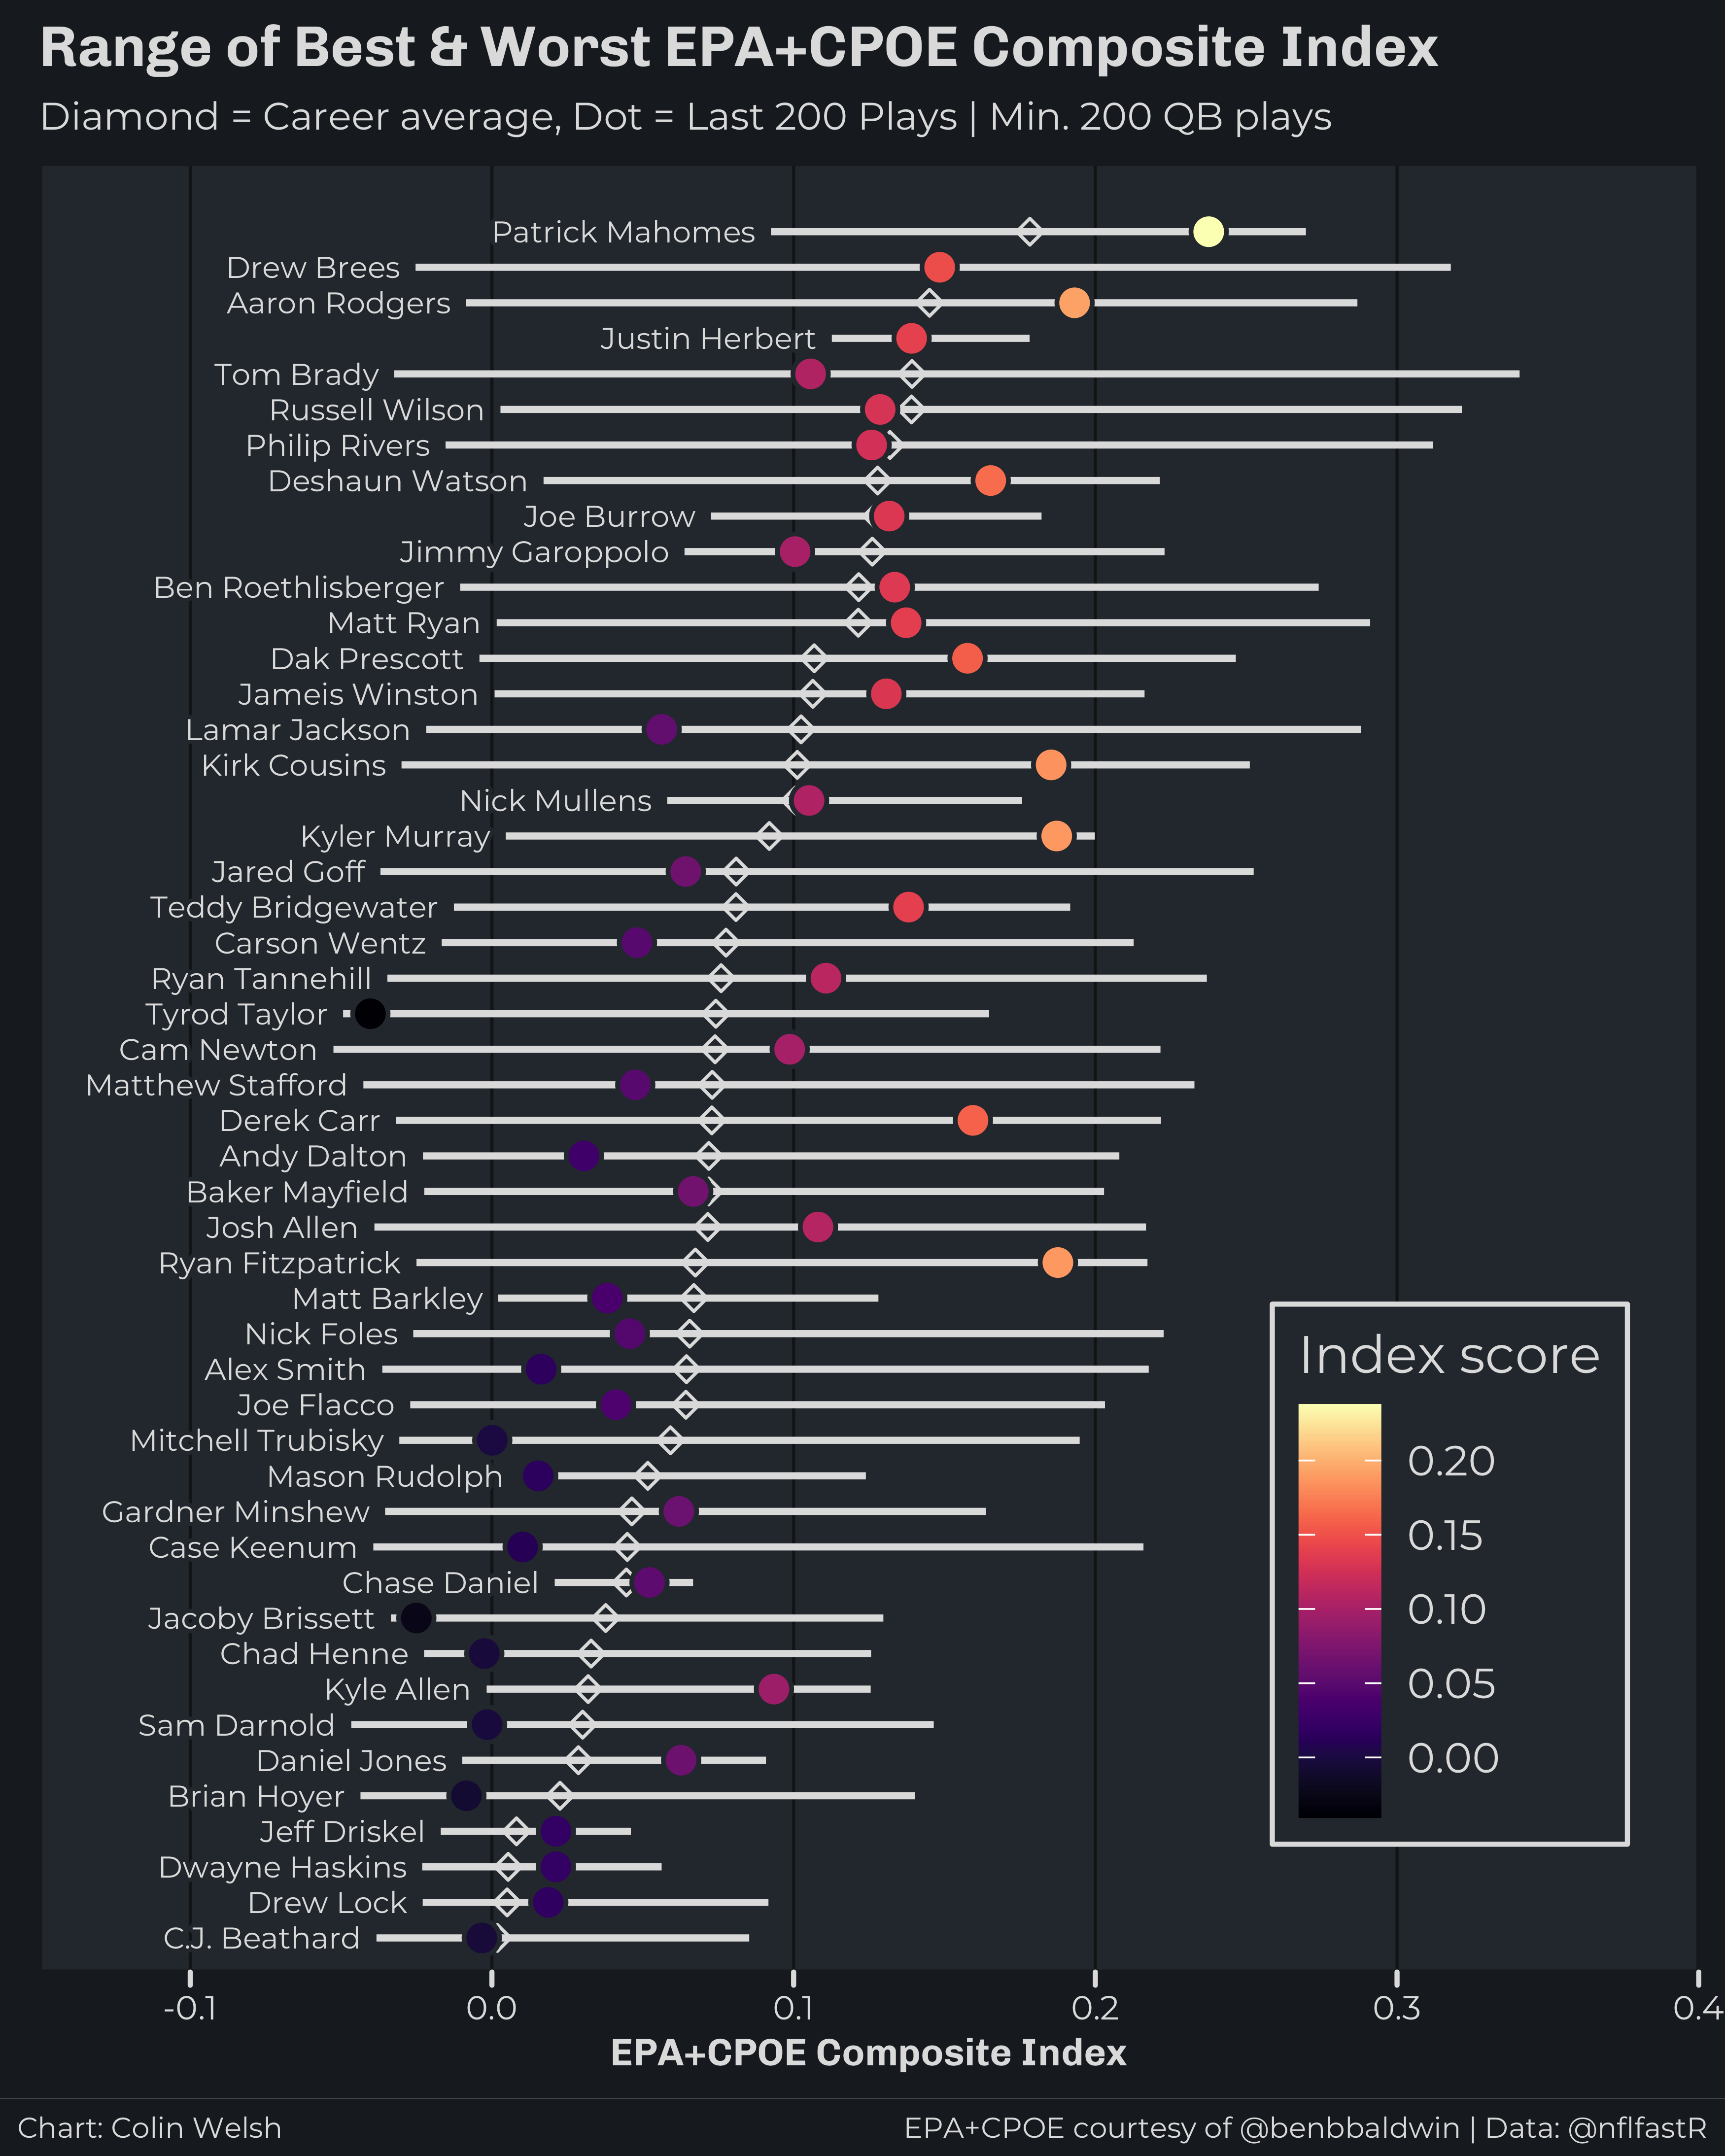 Range of Best & Worst EPA+CPOE Composite Index
Diamond = Career average, Dot = Last 200 Plays | Min. 200 QB plays
Patrick Mahomes
Drew Brees
Aaron Rodgers
Justin Herbert
Tom Brady
Russell Wilson
Philip Rivers
Deshaun Watson
Joe Burrow
Jimmy Garoppolo
Ben Roethlisberger
Matt Ryan
Dak Prescott
Jameis Winston
Lamar Jackson
Kirk Cousins
Nick Mullens
Kyler Murray
Jared Goff
Teddy Bridgewater
Carson Wentz
Ryan Tannehill
Tyrod Taylor
Cam Newton
Matthew Stafford
Derek Carr
Andy Dalton
Baker Mayfield
Josh Allen
Ryan Fitzpatrick
Matt Barkley
Nick Foles
Alex Smith
Joe Flacco
Mitchell Trubisky
Mason Rudolph
Gardner Minshew
Case Keenum
Chase Daniel
Jacoby Brissett
Chad Henne
Kyle Allen
Sam Darnold
Daniel Jones
Brian Hoyer
Jeff Driskel
Dwayne Haskins
Drew Lock
C.J. Beathard
Index score
0.20
0.15
0.10
0.05
0.00
-0.1 0.0 0.1 0.2 0.3 0.4
EPA+CPOE Composite Index
Chart: Colin Welsh
EPA+CPOE courtesy of @benbbaldwin | Data: @nflfastR